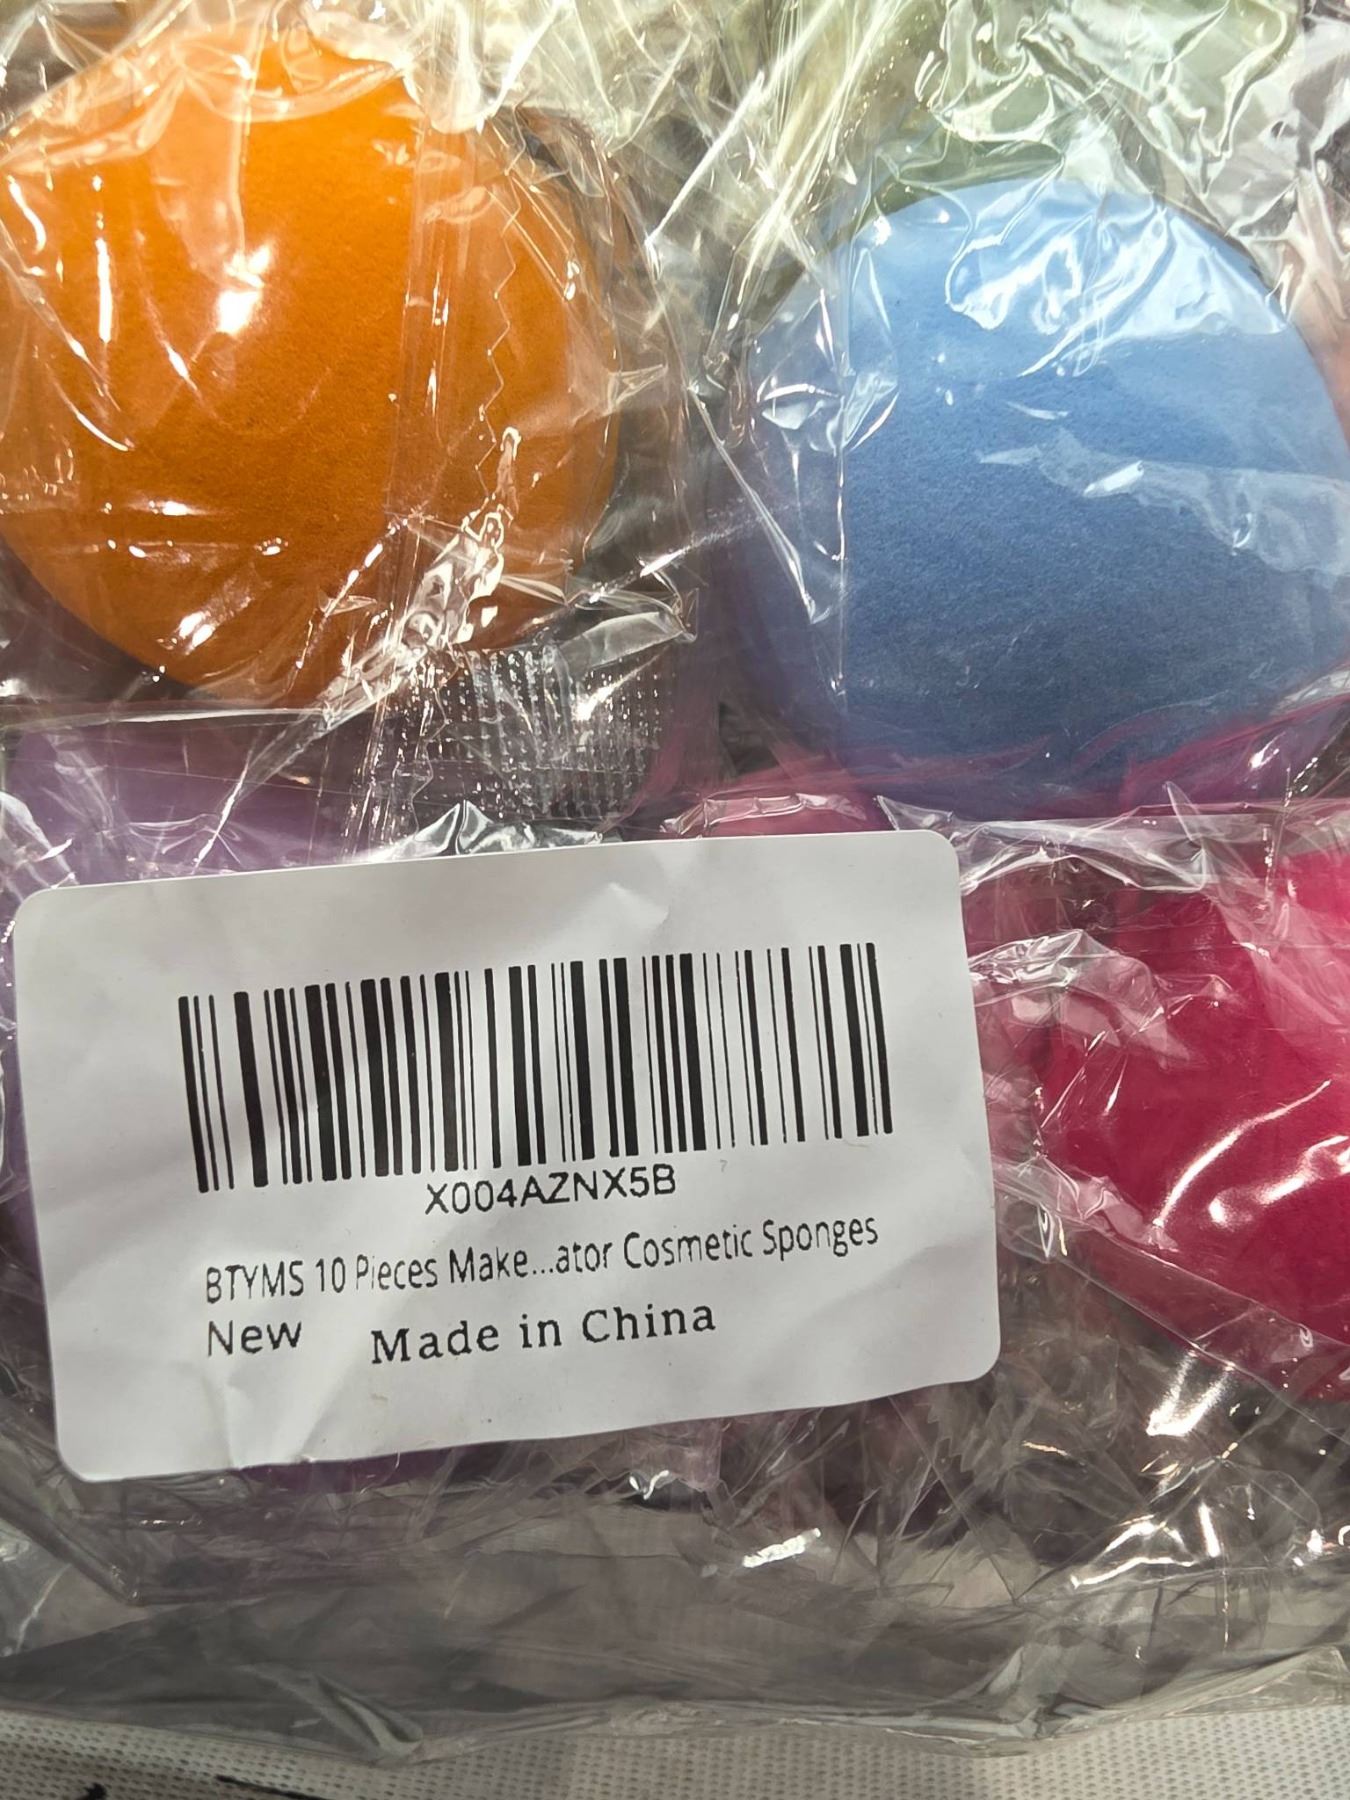 X004AZNX5B
BTYMS 10 Pieces Make...ator Cosmetic Sponges
New Made in China